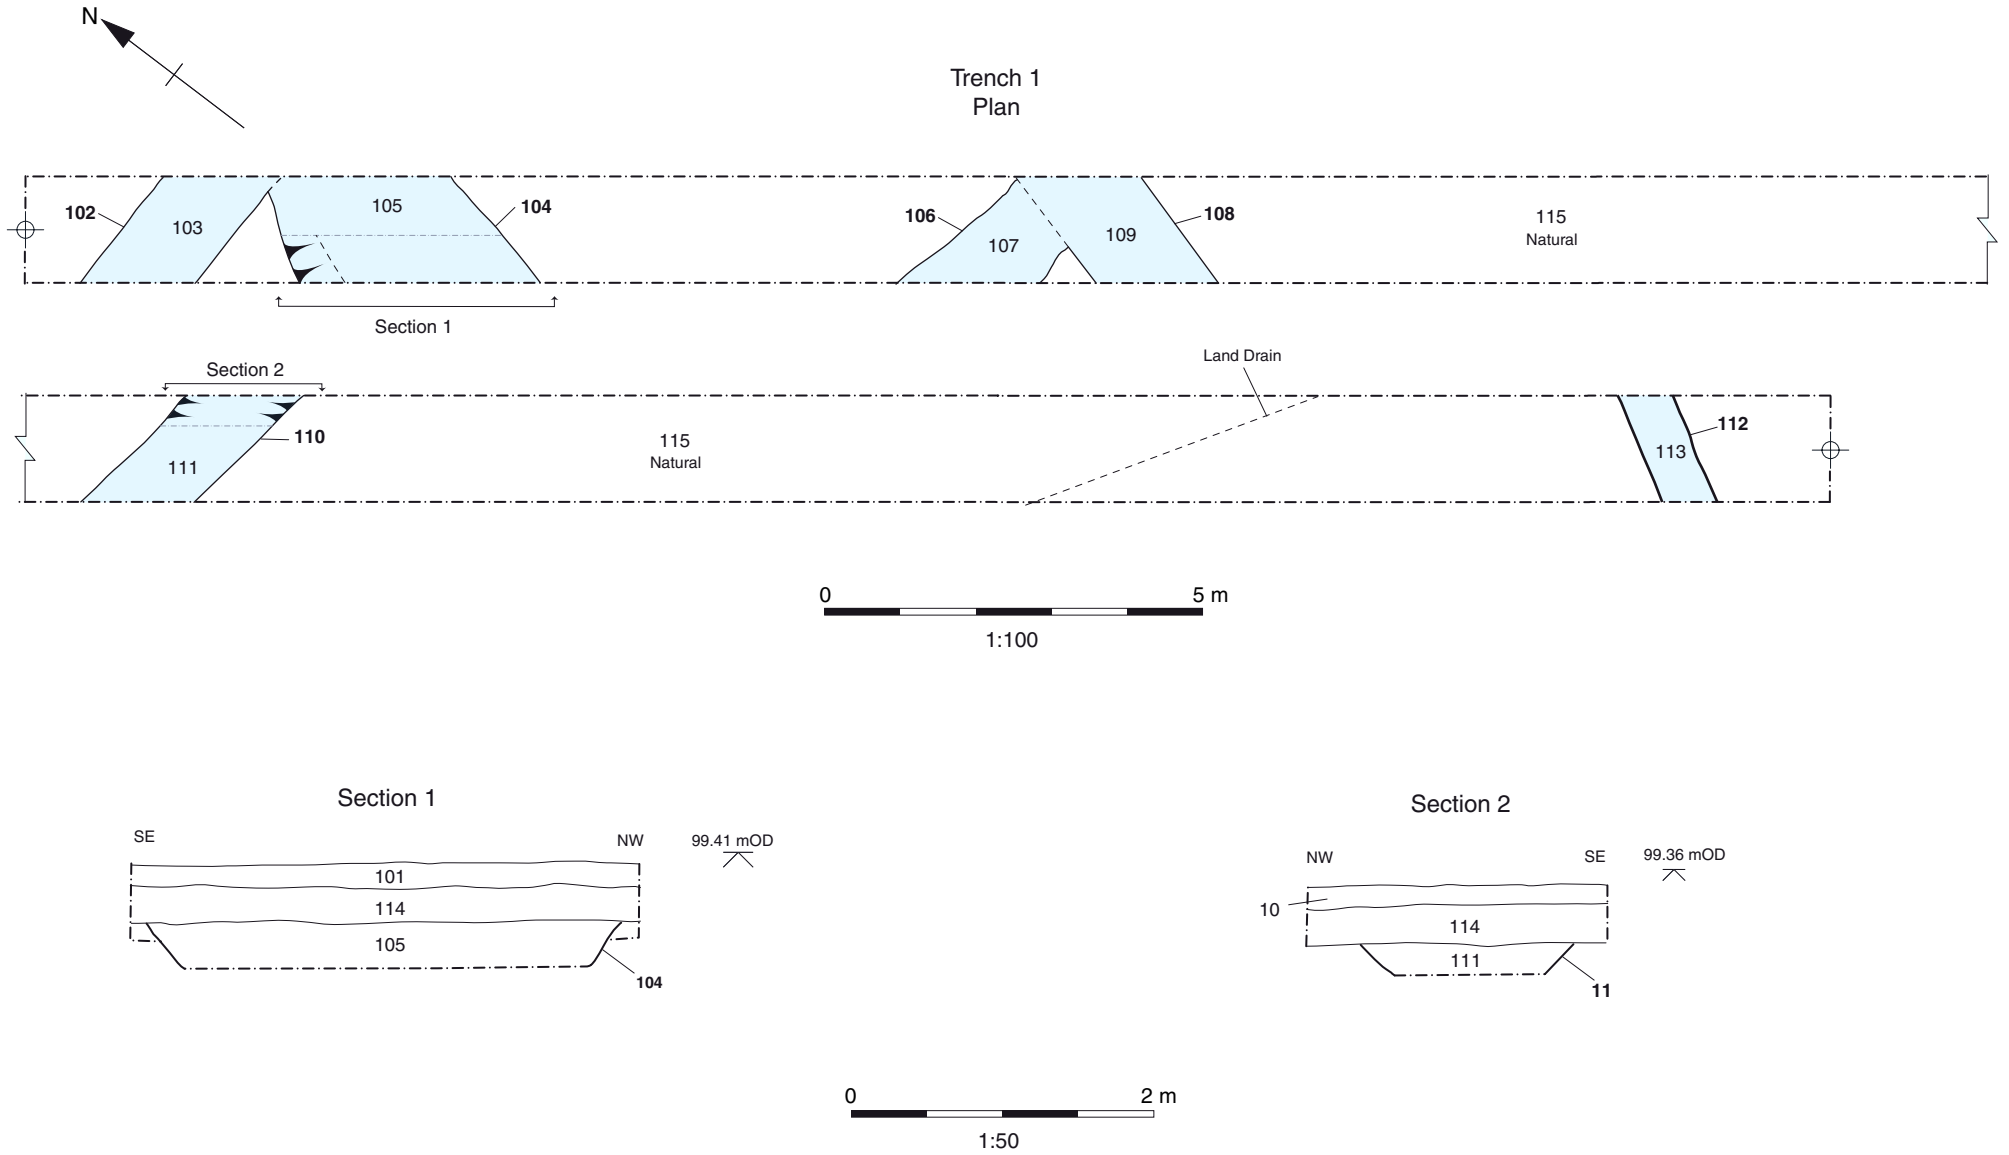 N
Trench 1
Plan
102
103
105
104
106
107
109
108
115
Natural
Section 1
Section 2
Land Drain
110
111
115
Natural
113
112
0
5 m
1:100
Section 1
SE
NW
99.41 mOD
101
114
105
104
Section 2
NW
SE
99.36 mOD
10
114
111
11
0
2 m
1:50